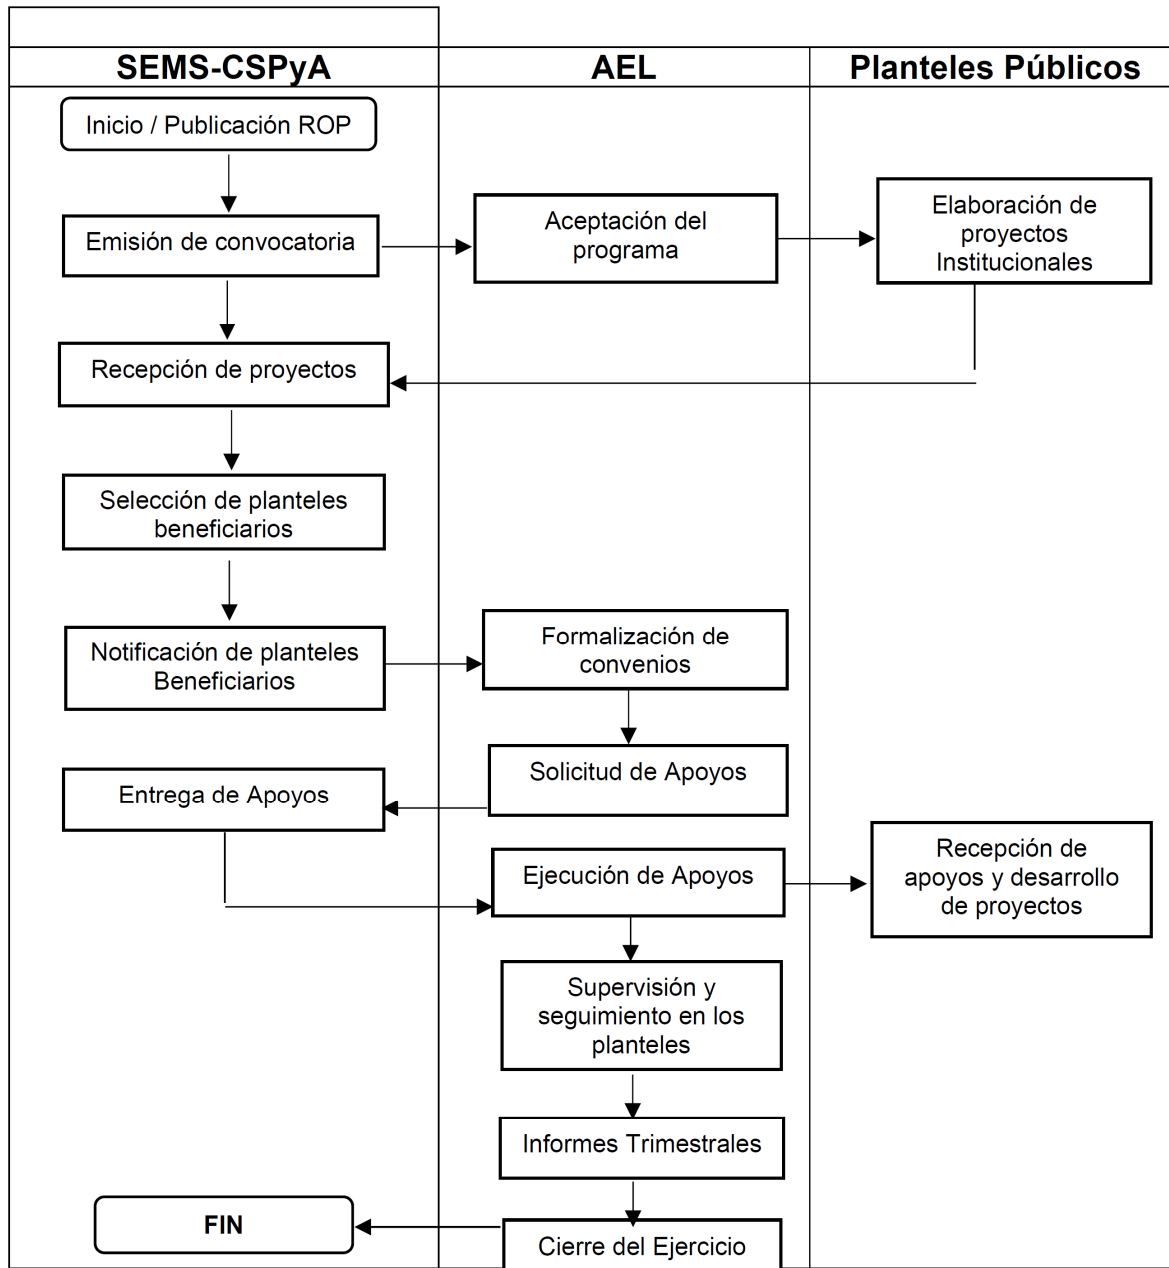 SEMS-CSPyA
AEL
Planteles Públicos
Inicio / Publicación ROP
Emisión de convocatoria
Aceptación del
programa
Elaboración de
proyectos
Institucionales
Recepción de proyectos
Selección de planteles
beneficiarios
Notificación de planteles
Beneficiarios
Formalización de
convenios
Solicitud de Apoyos
Entrega de Apoyos
Ejecución de Apoyos
Recepción de
apoyos y desarrollo
de proyectos
Supervisión y
seguimiento en los
planteles
Informes Trimestrales
Cierre del Ejercicio
FIN